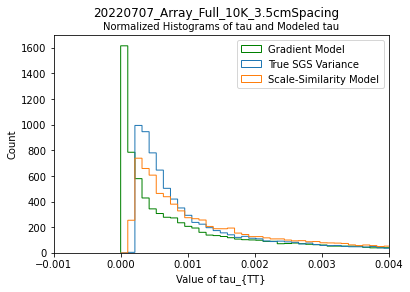 20220707_Array_Full_10K_3.5cmSpacing
Normalized Histograms of tau and Modeled tau
Gradient Model
True SGS Variance
Scale-Similarity Model
Count
1600
1400
1200
1000
800
600
400
200
0
−0.001 0.000 0.001 0.002 0.003 0.004
Value of tau_{TT}